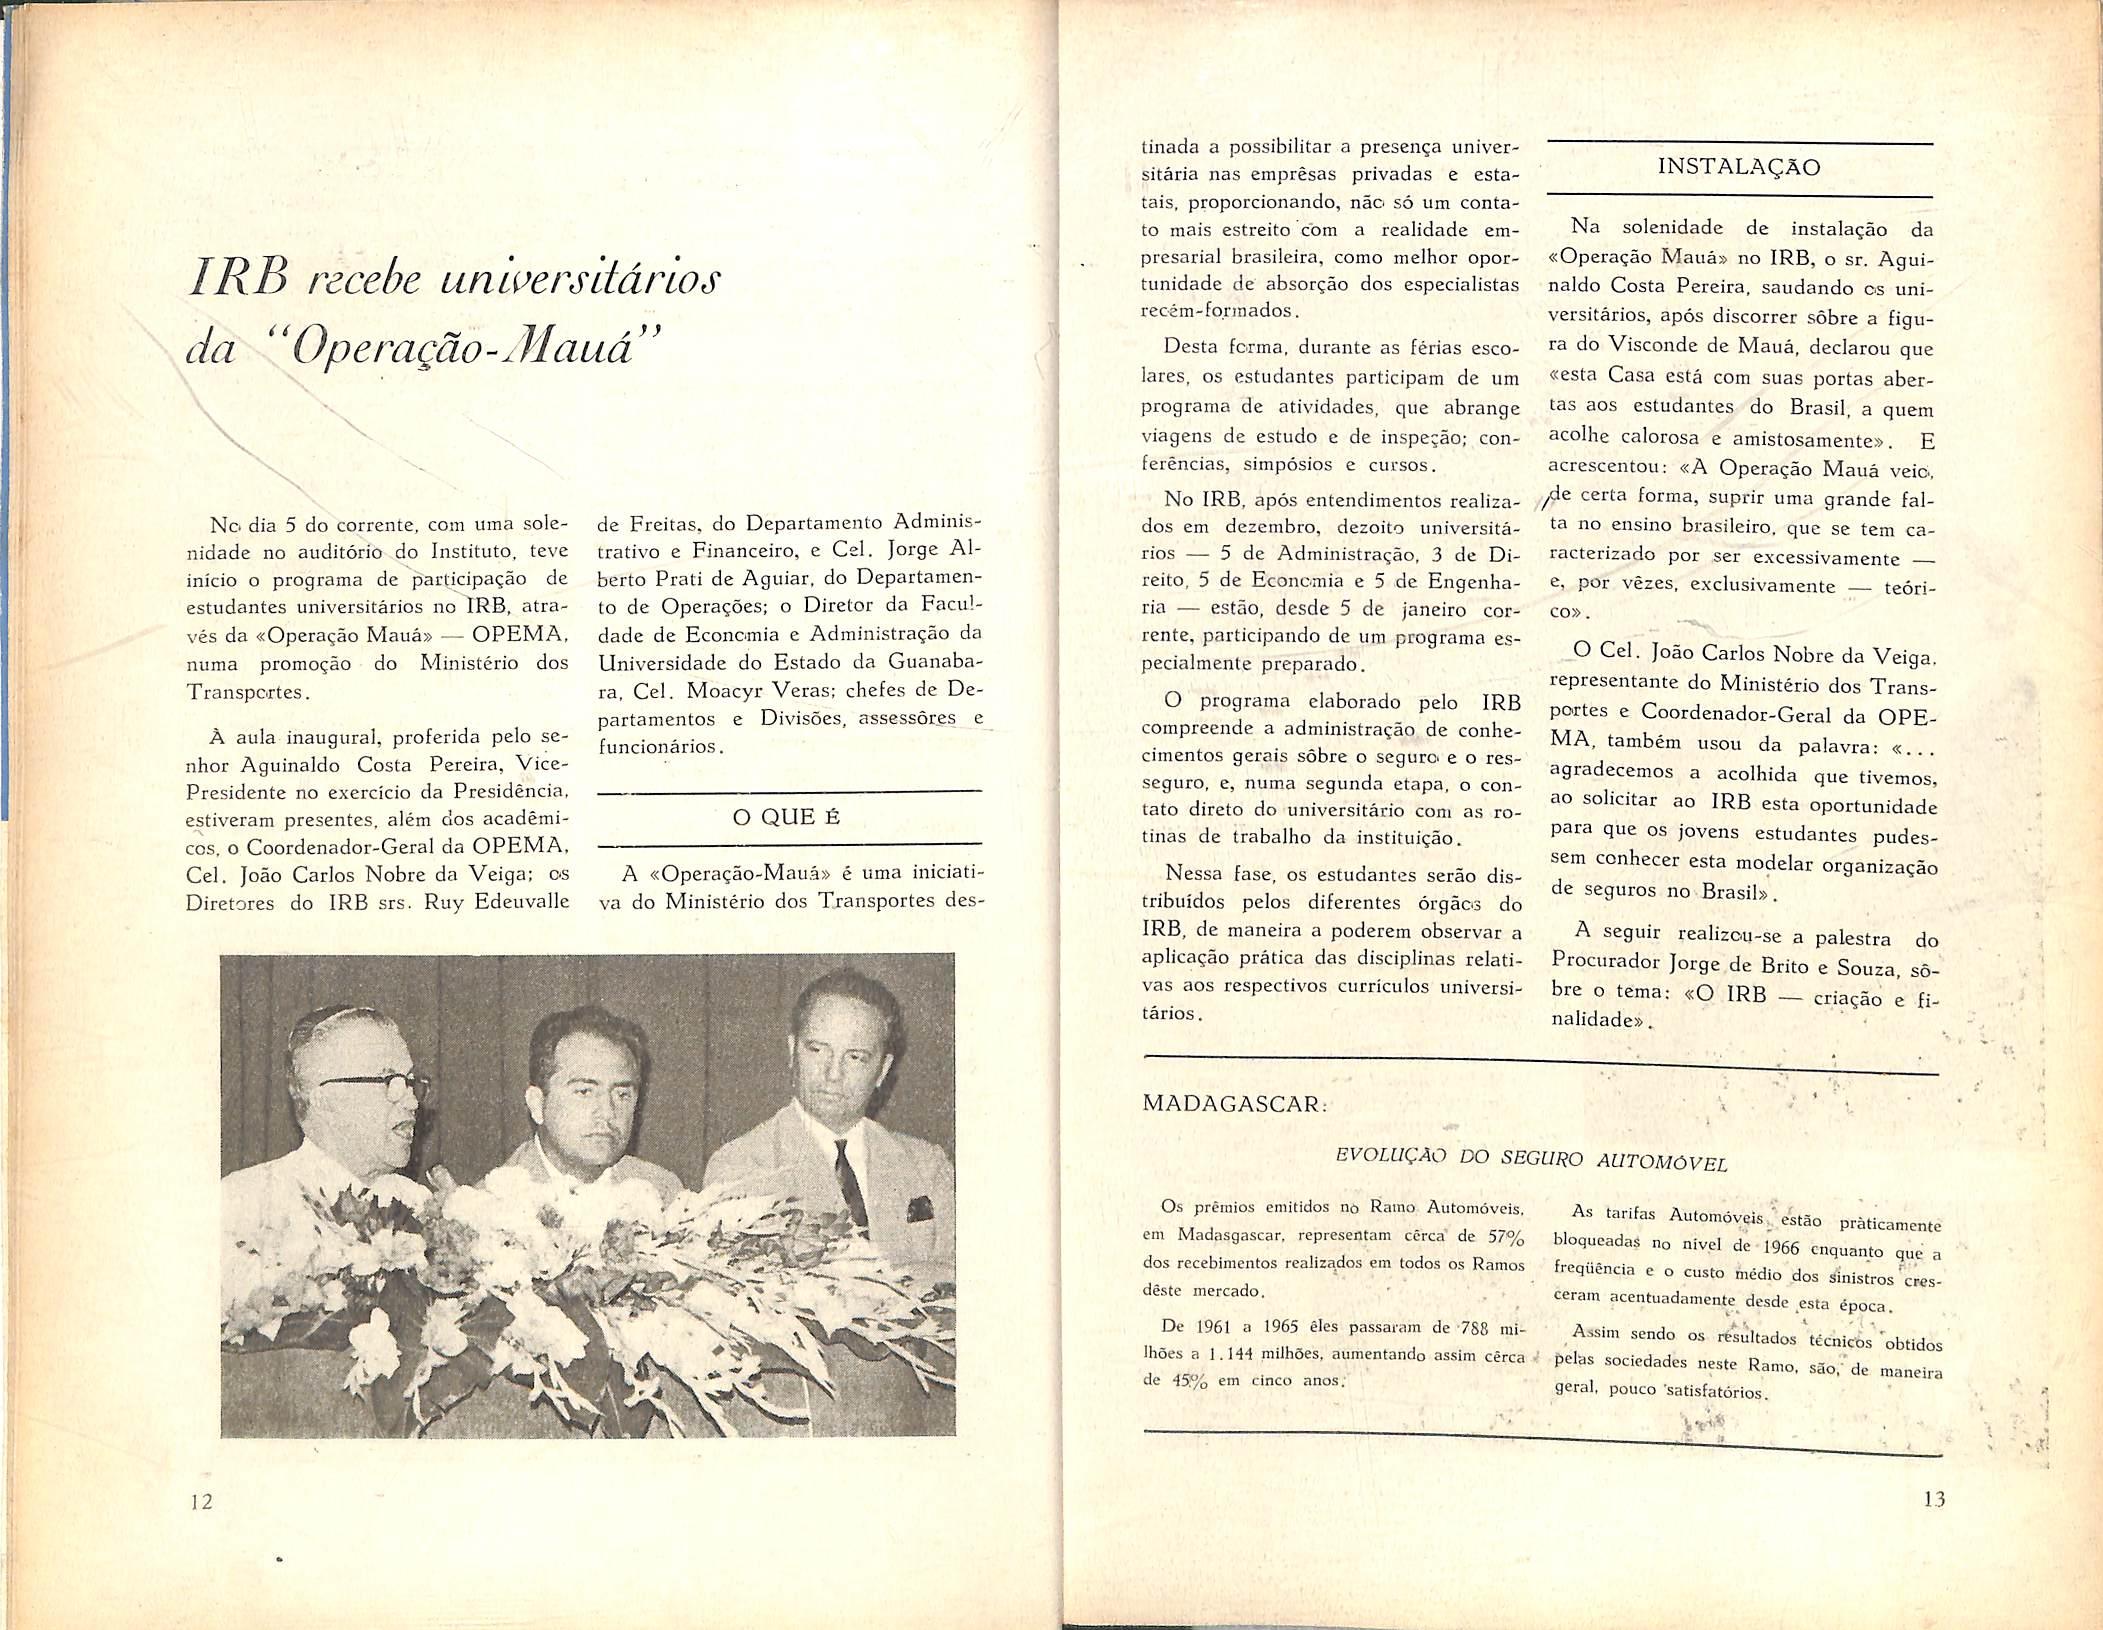 IRB recebe universitários
da "Operação-Mauá"
No dia 5 do corrente, com uma sole-
nidade no auditório do Instituto, teve
início o programa de participação de
estudantes universitários no IRB, atra-
vés da «Operação Mauá» — OPEMA,
numa promoção do Ministério dos
Transportes.
À aula inaugural, proferida pelo se-
nhor Aguinaldo Costa Pereira, Vice-
Presidente no exercício da Presidência,
estiveram presentes, além dos acadêmi-
cos, o Coordenador-Geral da OPEMA,
Cel. João Carlos Nobre da Veiga; os
Diretores do IRB srs. Ruy Edeuvalle
de Freitas, do Departamento Adminis-
trativo e Financeiro, e Cel. Jorge Al-
berto Prati de Aguiar, do Departamen-
to de Operações; o Diretor da Facul-
dade de Economia e Administração da
Universidade do Estado da Guanaba-
ra, Cel. Moacyr Veras; chefes de De-
partamentos e Divisões, assessôres e
funcionários.
O QUE É
A «Operação-Mauá» é uma iniciati-
va do Ministério dos Transportes des-
12
tinada a possibilitar a presença univer-
sitária nas emprêsas privadas e esta-
tais, proporcionando, não só um conta-
to mais estreito com a realidade em-
presarial brasileira, como melhor opor-
tunidade de absorção dos especialistas
recém-formados.
Desta forma, durante as férias esco-
lares, os estudantes participam de um
programa de atividades, que abrange
viagens de estudo e de inspeção; con-
ferências, simpósios e cursos.
No IRB, após entendimentos realiza-
dos em dezembro, dezoito universitá-
rios — 5 de Administração, 3 de Di-
reito, 5 de Economia e 5 de Engenha-
ria — estão, desde 5 de janeiro cor-
rente, participando de um programa es-
pecialmente preparado.
O programa elaborado pelo IRB
compreende a administração de conhe-
cimentos gerais sôbre o seguro e o res-
seguro, e, numa segunda etapa, o con-
tato direto do universitário com as ro-
tinas de trabalho da instituição.
Nessa fase, os estudantes serão dis-
tribuídos pelos diferentes órgãos do
IRB, de maneira a poderem observar a
aplicação prática das disciplinas relati-
vas aos respectivos currículos universi-
tários.
INSTALAÇÃO
Na solenidade de instalação da
«Operação Mauá» no IRB, o sr. Agui-
naldo Costa Pereira, saudando os uni-
versitários, após discorrer sôbre a figu-
ra do Visconde de Mauá, declarou que
«esta Casa está com suas portas aber-
tas aos estudantes do Brasil, a quem
acolhe calorosa e amistosamente». E
acrescentou: «A Operação Mauá veio,
de certa forma, suprir uma grande fal-
ta no ensino brasileiro, que se tem ca-
racterizado por ser excessivamente —
e, por vêzes, exclusivamente — teóri-
co».
O Cel. João Carlos Nobre da Veiga,
representante do Ministério dos Trans-
portes e Coordenador-Geral da OPE-
MA, também usou da palavra: «...
agradecemos a acolhida que tivemos,
ao solicitar ao IRB esta oportunidade
para que os jovens estudantes pudes-
sem conhecer esta modelar organização
de seguros no Brasil».
A seguir realizou-se a palestra do
Procurador Jorge de Brito e Souza, sô-
bre o tema: «O IRB — criação e fi-
nalidade».
MADAGASCAR:
EVOLUÇÃO DO SEGURO AUTOMÓVEL
Os prêmios emitidos no Ramo Automóveis,
em Madasgascar, representam cêrca de 57%
dos recebimentos realizados em todos os Ramos
dêste mercado.
De 1961 a 1965 êles passaram de 788 mi-
lhões a 1.144 milhões, aumentando assim cêrca
de 45% em cinco anos.
As tarifas Automóveis estão pràticamente
bloqueadas no nível de 1966 enquanto que a
freqüência e o custo médio dos sinistros cres-
ceram acentuadamente desde esta época.
Assim sendo os resultados técnicos obtidos
pelas sociedades neste Ramo, são, de maneira
geral, pouco satisfatórios.
13